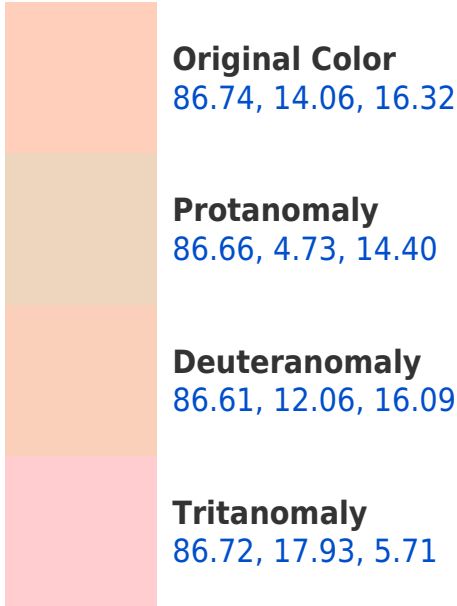 Original Color
86.74, 14.06, 16.32
Protanomaly
86.66, 4.73, 14.40
Deuteranomaly
86.61, 12.06, 16.09
Tritanomaly
86.72, 17.93, 5.71